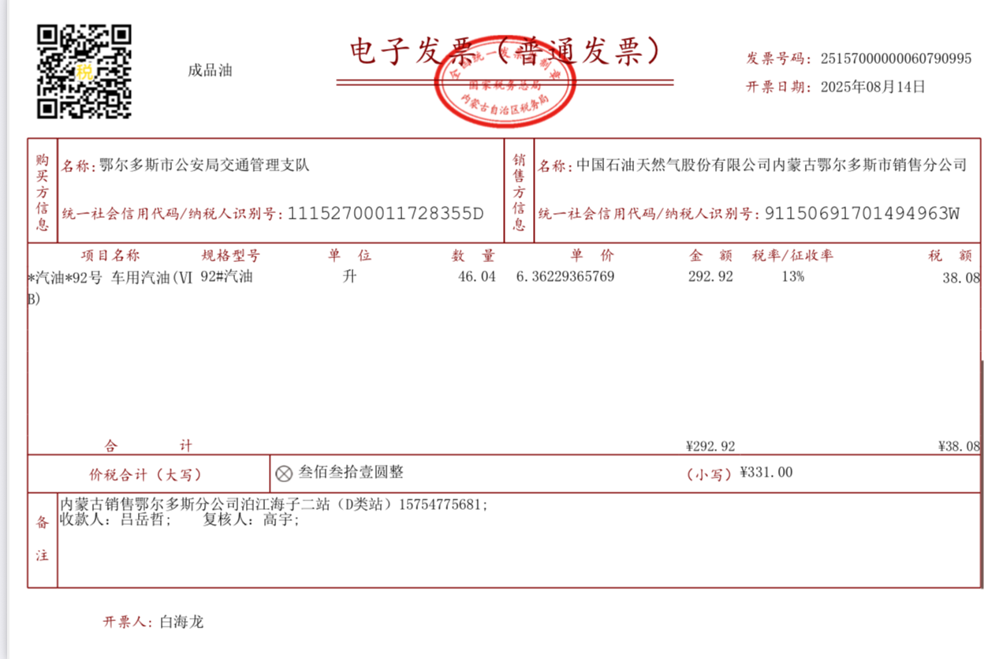 税
成品油
电子发票（普通发票）
全国统一发票监制章
国家税务总局
内蒙古自治区税务局
发票号码：25157000000060790995
开票日期：2025年08月14日
购买方信息
名称：鄂尔多斯市公安局交通管理支队
统一社会信用代码/纳税人识别号：11152700011728355D
销售方信息
名称：中国石油天然气股份有限公司内蒙古鄂尔多斯市销售分公司
统一社会信用代码/纳税人识别号：91150691701494963W
项目名称 规格型号 单 位 数 量 单 价 金 额 税率/征收率 税 额
*汽油*92号 车用汽油(VI 92#汽油 升 46.04 6.36229365769 292.92 13% 38.08
B)
合 计 ¥292.92 ¥38.08
价税合计（大写） ⊗ 叁佰叁拾壹圆整 （小写）¥331.00
备注
内蒙古销售鄂尔多斯分公司泊江海子二站（D类站）15754775681;
收款人：吕岳哲; 复核人：高宇;
开票人：白海龙